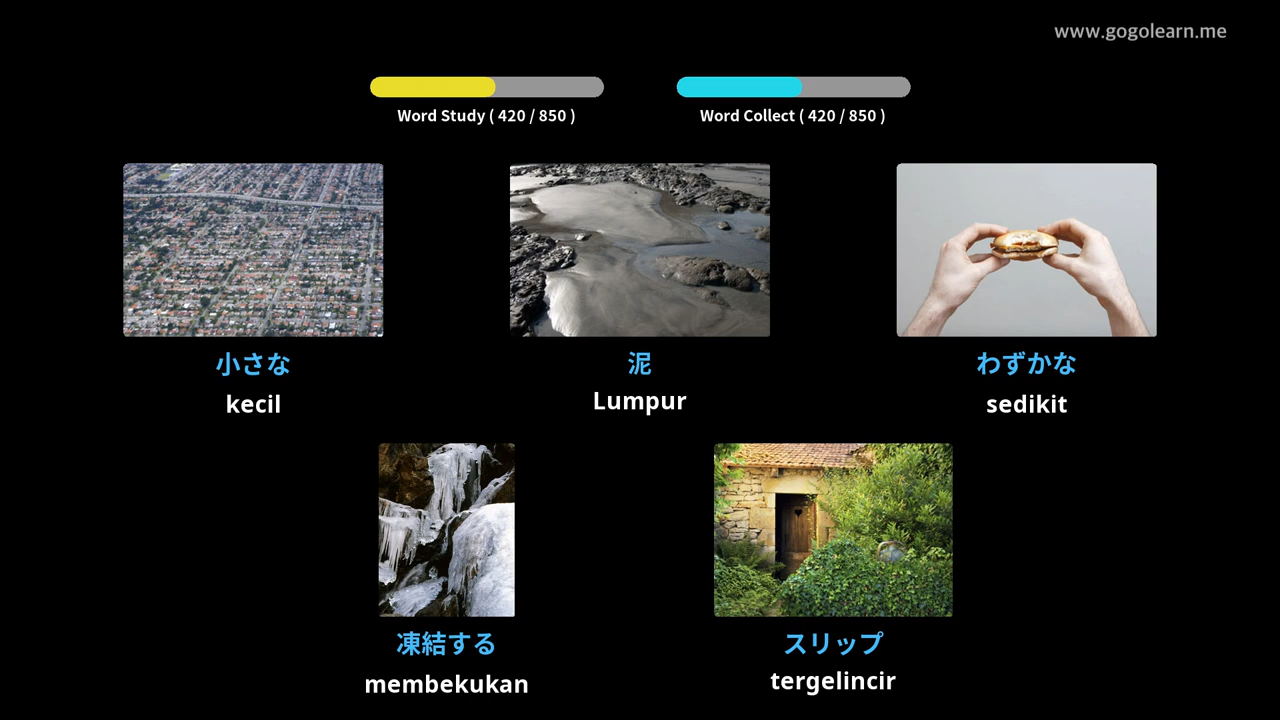 www.gogolearn.me
Word Study ( 420 / 850 )
Word Collect ( 420 / 850 )
小さな
kecil
泥
Lumpur
わずかな
sedikit
凍結する
membekukan
スリップ
tergelincir